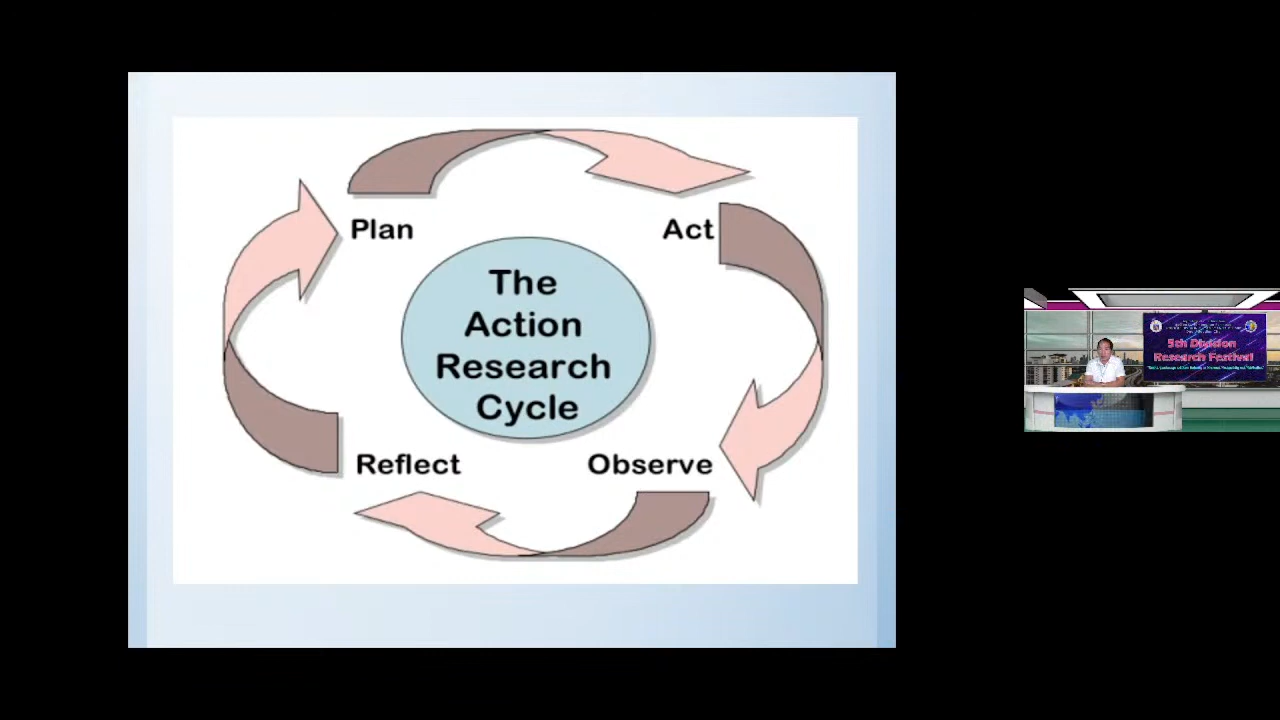 Plan
Act
The
Action
Research
Cycle
Reflect
Observe
5th Division
Research Festival